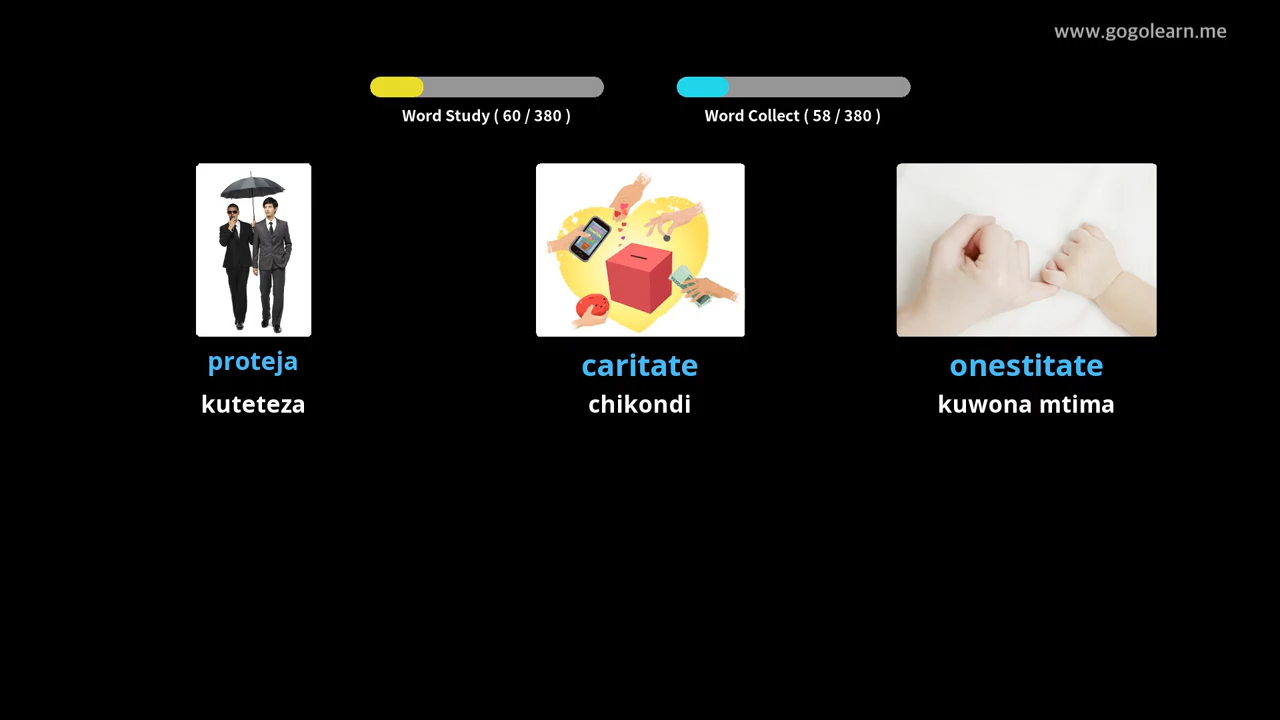 www.gogolearn.me
Word Study ( 60 / 380 )
Word Collect ( 58 / 380 )
proteja
caritate
onestitate
kuteteza
chikondi
kuwona mtima